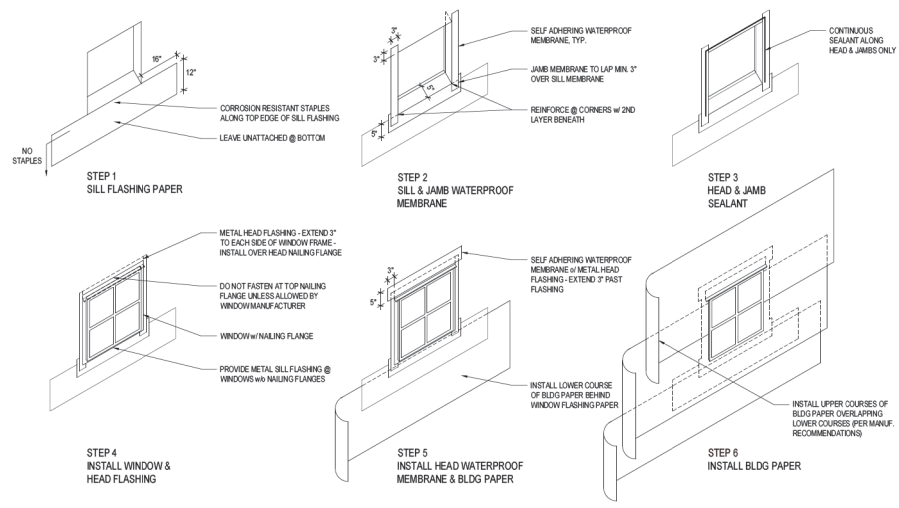 16"
12"
CORROSION RESISTANT STAPLES
ALONG TOP EDGE OF SILL FLASHING
LEAVE UNATTACHED @ BOTTOM
NO
STAPLES
STEP 1
SILL FLASHING PAPER
3"
3"
5"
5"
SELF ADHERING WATERPROOF
MEMBRANE, TYP.
JAMB MEMBRANE TO LAP MIN. 3"
OVER SILL MEMBRANE
REINFORCE @ CORNERS w/ 2ND
LAYER BENEATH
STEP 2
SILL & JAMB WATERPROOF
MEMBRANE
CONTINUOUS
SEALANT ALONG
HEAD & JAMBS ONLY
STEP 3
HEAD & JAMB
SEALANT
METAL HEAD FLASHING - EXTEND 3"
TO EACH SIDE OF WINDOW FRAME -
INSTALL OVER HEAD NAILING FLANGE
DO NOT FASTEN AT TOP NAILING
FLANGE UNLESS ALLOWED BY
WINDOW MANUFACTURER
WINDOW w/ NAILING FLANGE
PROVIDE METAL SILL FLASHING @
WINDOWS w/o NAILING FLANGES
STEP 4
INSTALL WINDOW &
HEAD FLASHING
3"
5"
SELF ADHERING WATERPROOF
MEMBRANE o/ METAL HEAD
FLASHING - EXTEND 3" PAST
FLASHING
INSTALL LOWER COURSE
OF BLDG PAPER BEHIND
WINDOW FLASHING PAPER
STEP 5
INSTALL HEAD WATERPROOF
MEMBRANE & BLDG PAPER
INSTALL UPPER COURSES OF
BLDG PAPER OVERLAPPING
LOWER COURSES (PER MANUF.
RECOMMENDATIONS)
STEP 6
INSTALL BLDG PAPER